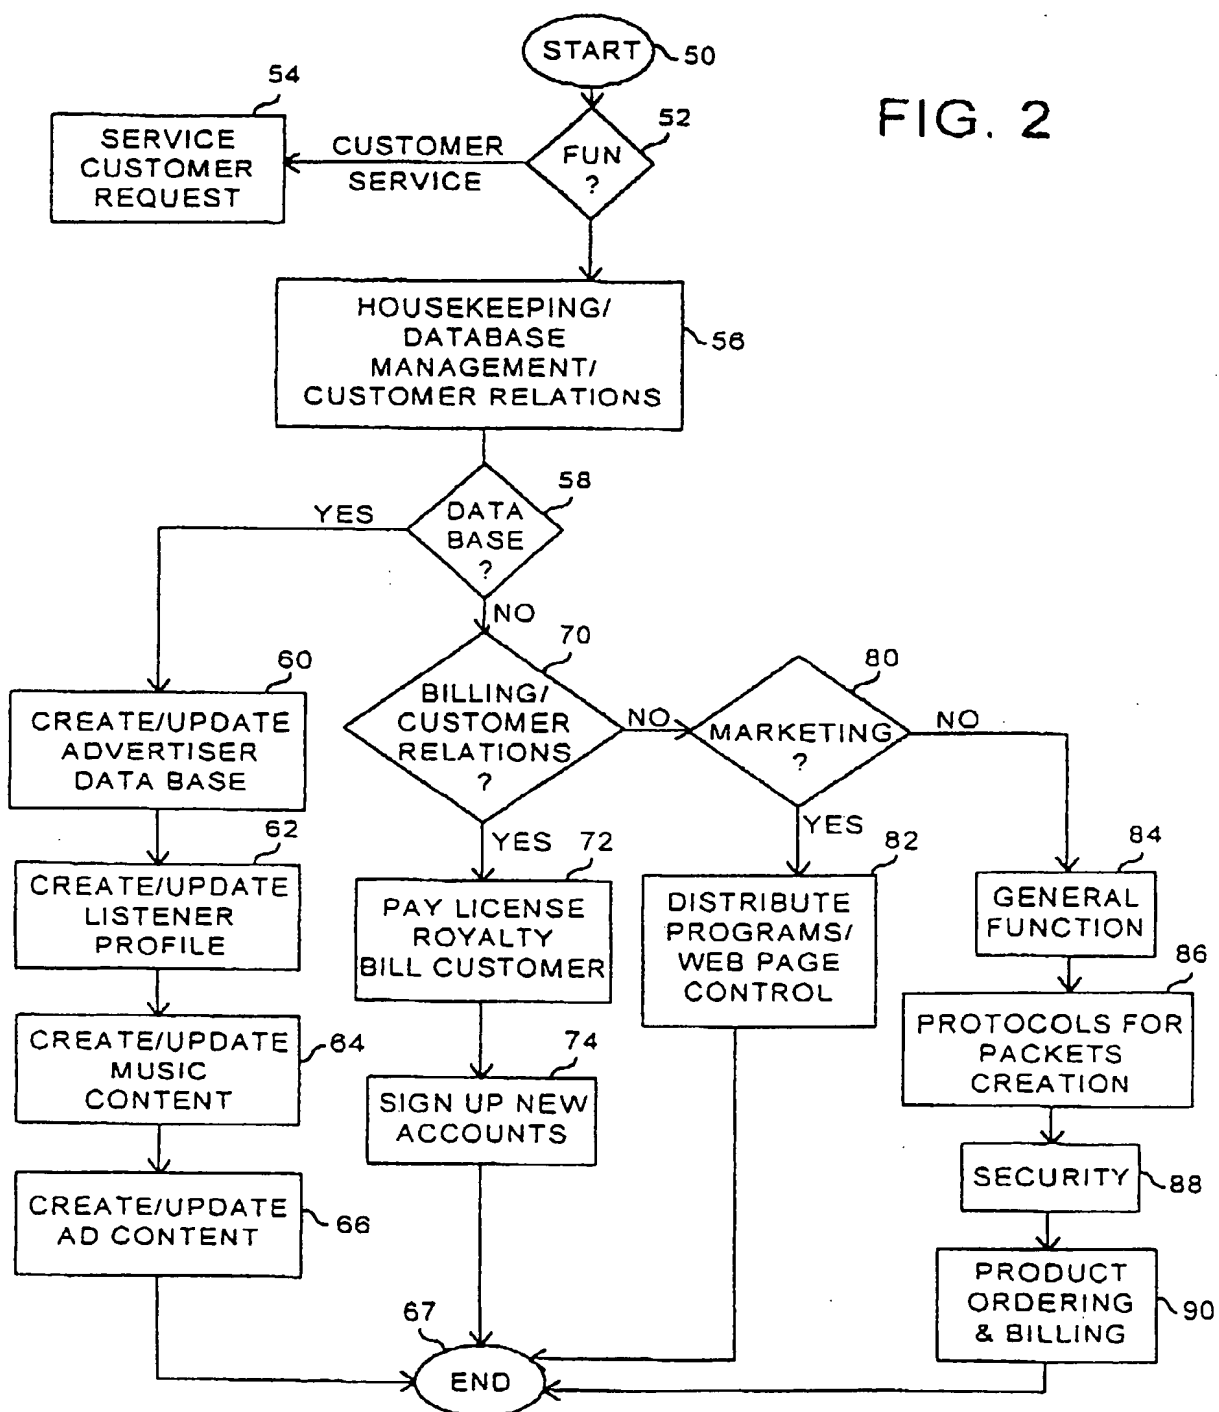 START
50
FIG. 2
54
52
SERVICE
CUSTOMER
REQUEST
CUSTOMER
SERVICE
FUN
?
HOUSEKEEPING/
DATABASE
MANAGEMENT/
CUSTOMER RELATIONS
56
58
DATA
BASE
?
YES
NO
60
CREATE/UPDATE
ADVERTISER
DATA BASE
70
BILLING/
CUSTOMER
RELATIONS
?
NO
80
MARKETING
?
NO
62
CREATE/UPDATE
LISTENER
PROFILE
YES
72
PAY LICENSE
ROYALTY
BILL CUSTOMER
YES
82
DISTRIBUTE
PROGRAMS/
WEB PAGE
CONTROL
84
GENERAL
FUNCTION
86
PROTOCOLS FOR
PACKETS
CREATION
CREATE/UPDATE
MUSIC
CONTENT
64
74
SIGN UP NEW
ACCOUNTS
SECURITY
88
CREATE/UPDATE
AD CONTENT
66
PRODUCT
ORDERING
& BILLING
90
67
END